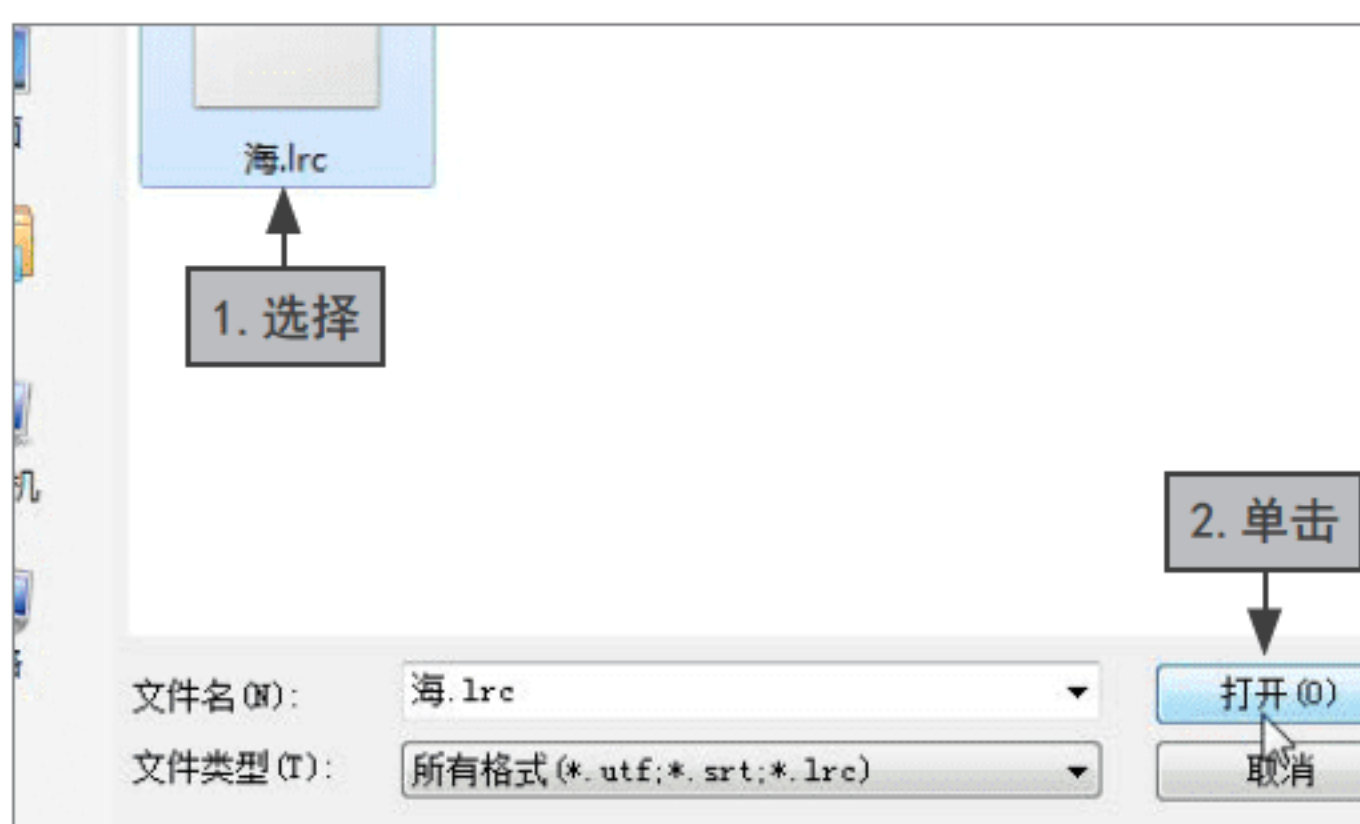 海.lrc
1. 选择
机
2. 单击
文件名(N):
海.lrc
打开(O)
文件类型(T):
所有格式(*.utf;*.srt;*.lrc)
取消